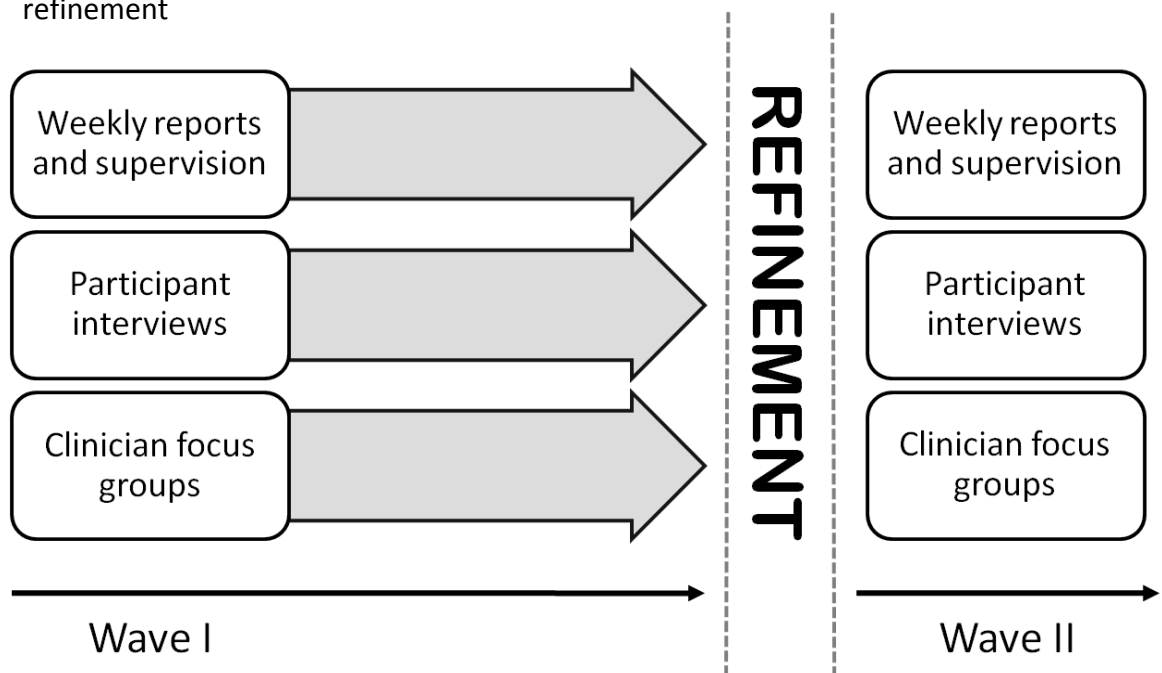 refinement
Weekly reports
and supervision
Participant
interviews
Clinician focus
groups
REFINEMENT
Weekly reports
and supervision
Participant
interviews
Clinician focus
groups
Wave I
Wave II